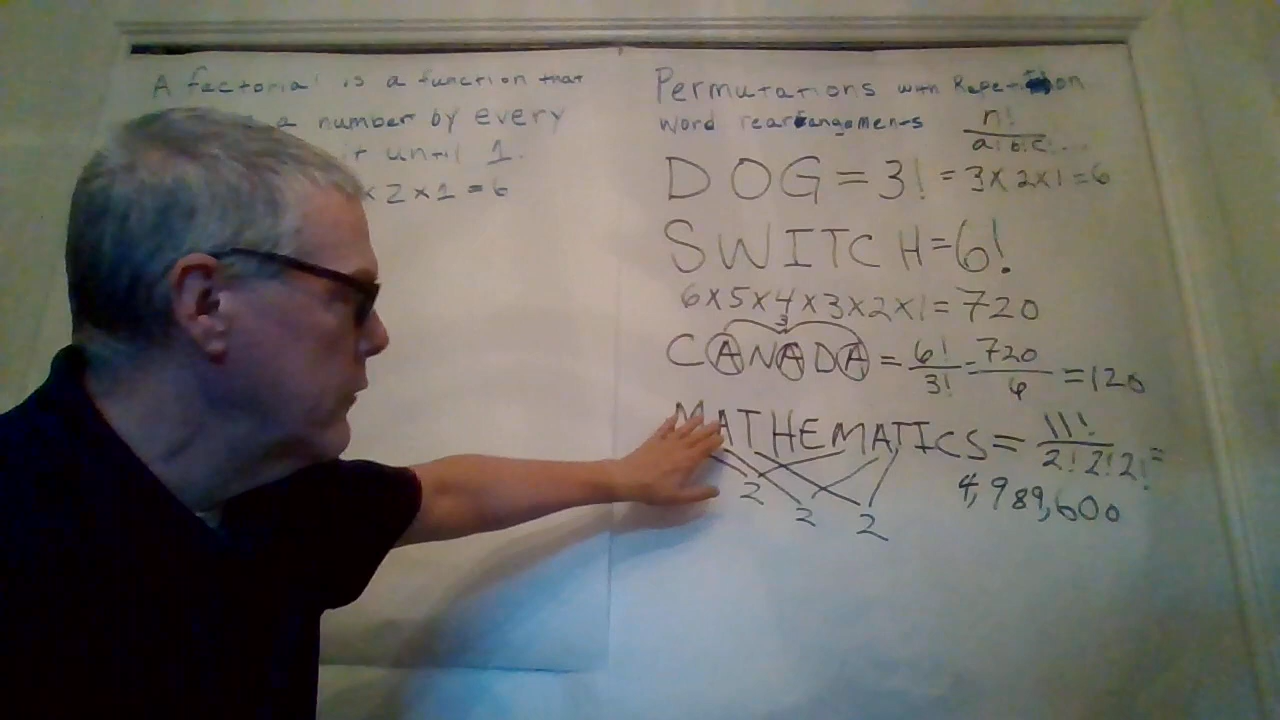 A factorial is a function that
a number by every
it until 1.
x 2 x 1 = 6
Permutations with Repetition
word rearrangements n!
a!b!c!...
DOG = 3! = 3 x 2 x 1 = 6
SWITCH = 6!
6 x 5 x 4 x 3 x 2 x 1 = 720
3
CANADA = 6!/3! = 720/6 = 120
MATHEMATICS = 11!/2!2!2! =
2 2 2 4,989,600